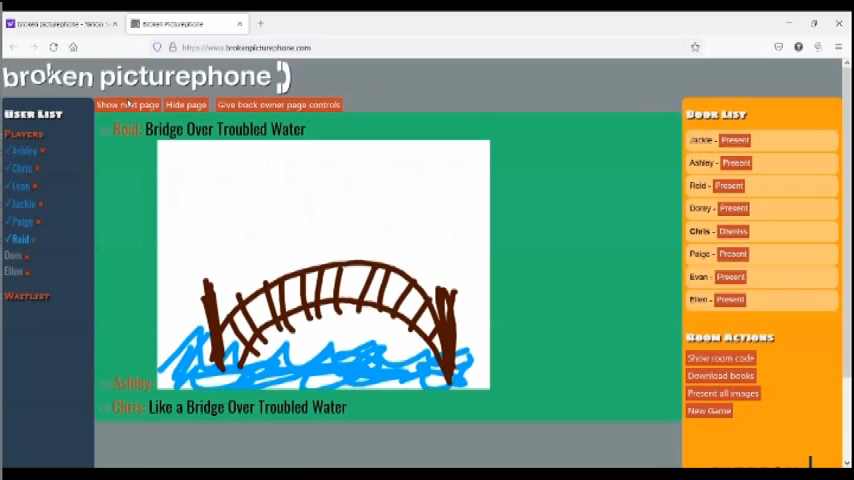 broken picturephone - Yahoo S
Broken Picturephone
https://www.brokenpicturephone.com
broken picturephone
User List
Players
✓Ashley ×
✓Chris ×
✓Evan ×
✓Jackie ×
✓Paige ×
✓Reid
Ellen ×
Waitlist
Show next page
Hide page
Give book owner page controls
Reid: Bridge Over Troubled Water
Ashley:
Chris: Like a Bridge Over Troubled Water
Book List
Jackie - Present
Ashley - Present
Reid - Present
Dorey - Present
Chris - Dismiss
Paige - Present
Evan - Present
Ellen - Present
Room Actions
Show room code
Download books
Present all images
New Game